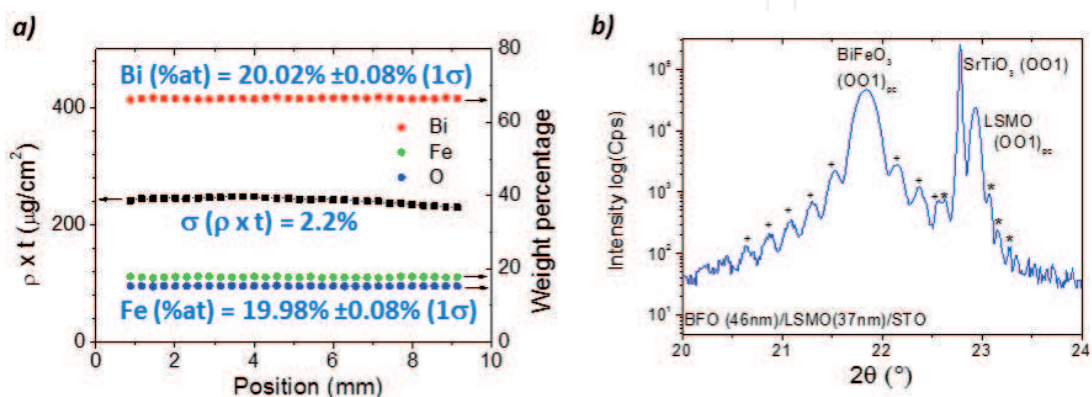 a)
Bi (%at) = 20.02% ±0.08% (1σ)
Bi
Fe
O
σ (ρ x t) = 2.2%
Fe (%at) = 19.98% ±0.08% (1σ)
ρ x t (μg/cm²)
400
200
0
80
60
40
20
0
Weight percentage
0 2 4 6 8 10
Position (mm)
b)
BiFeO₃
(OO1)pc
SrTiO₃ (OO1)
LSMO
(OO1)pc
+ + + + + + + + * * * *
BFO (46nm)/LSMO(37nm)/STO
Intensity log(Cps)
10⁵
10⁴
10³
10²
10¹
20 21 22 23 24
2θ (°)